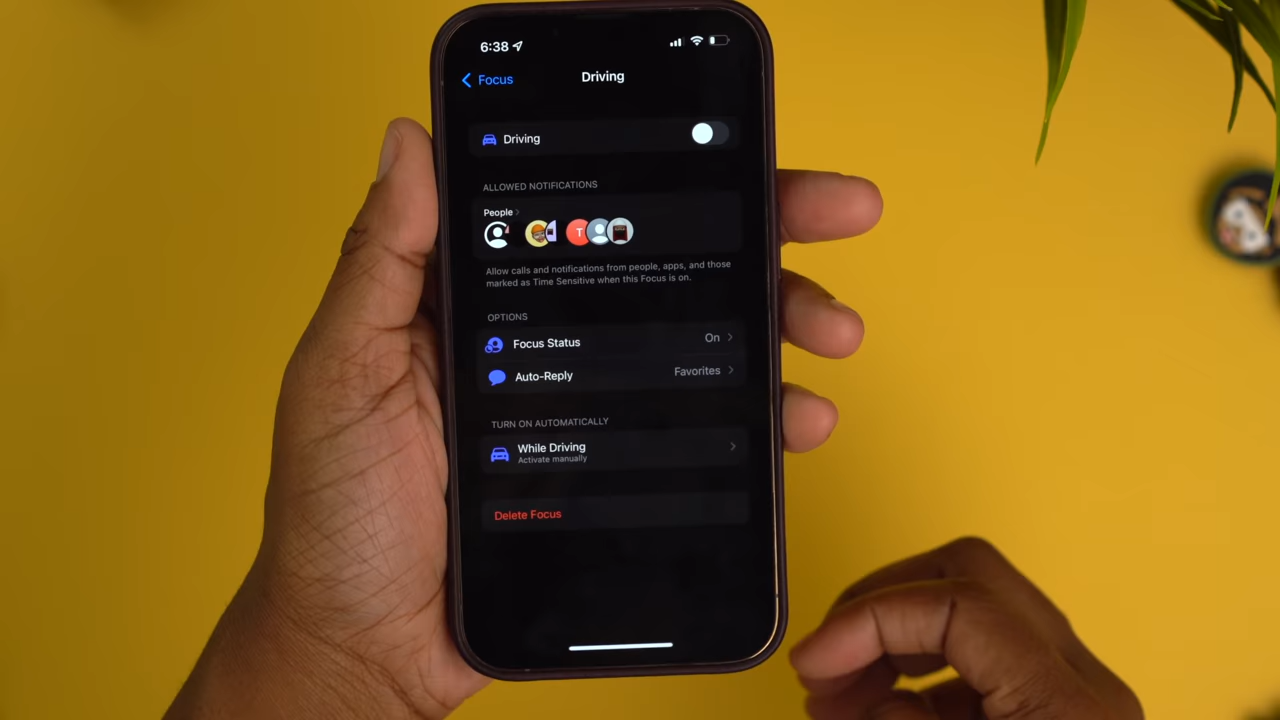 6:38
Focus
Driving
Driving
ALLOWED NOTIFICATIONS
People
T
Allow calls and notifications from people, apps, and those
marked as Time Sensitive when this Focus is on.
OPTIONS
Focus Status On
Auto-Reply Favorites
TURN ON AUTOMATICALLY
While Driving
Activate manually
Delete Focus